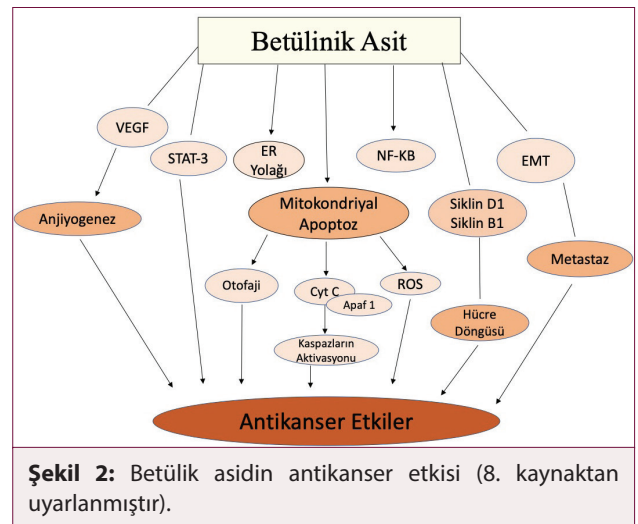 Betülinik Asit
VEGF
STAT-3
ER
Yolağı
NF-KB
EMT
Anjiyogenez
Mitokondriyal
Apoptoz
Siklin D1
Siklin B1
Metastaz
Otofaji
Cyt C
Apaf 1
ROS
Kaspazların
Aktivasyonu
Hücre
Döngüsü
Antikanser Etkiler
Şekil 2: Betülik asidin antikanser etkisi (8. kaynaktan
uyarlanmıştır).